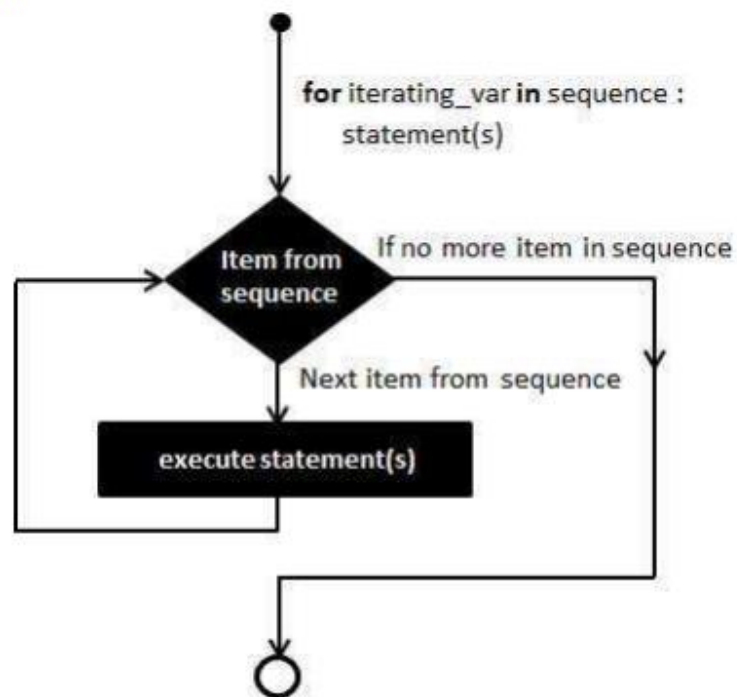 for iterating_var in sequence :
statement(s)
If no more item in sequence
Item from
sequence
Next item from sequence
execute statement(s)